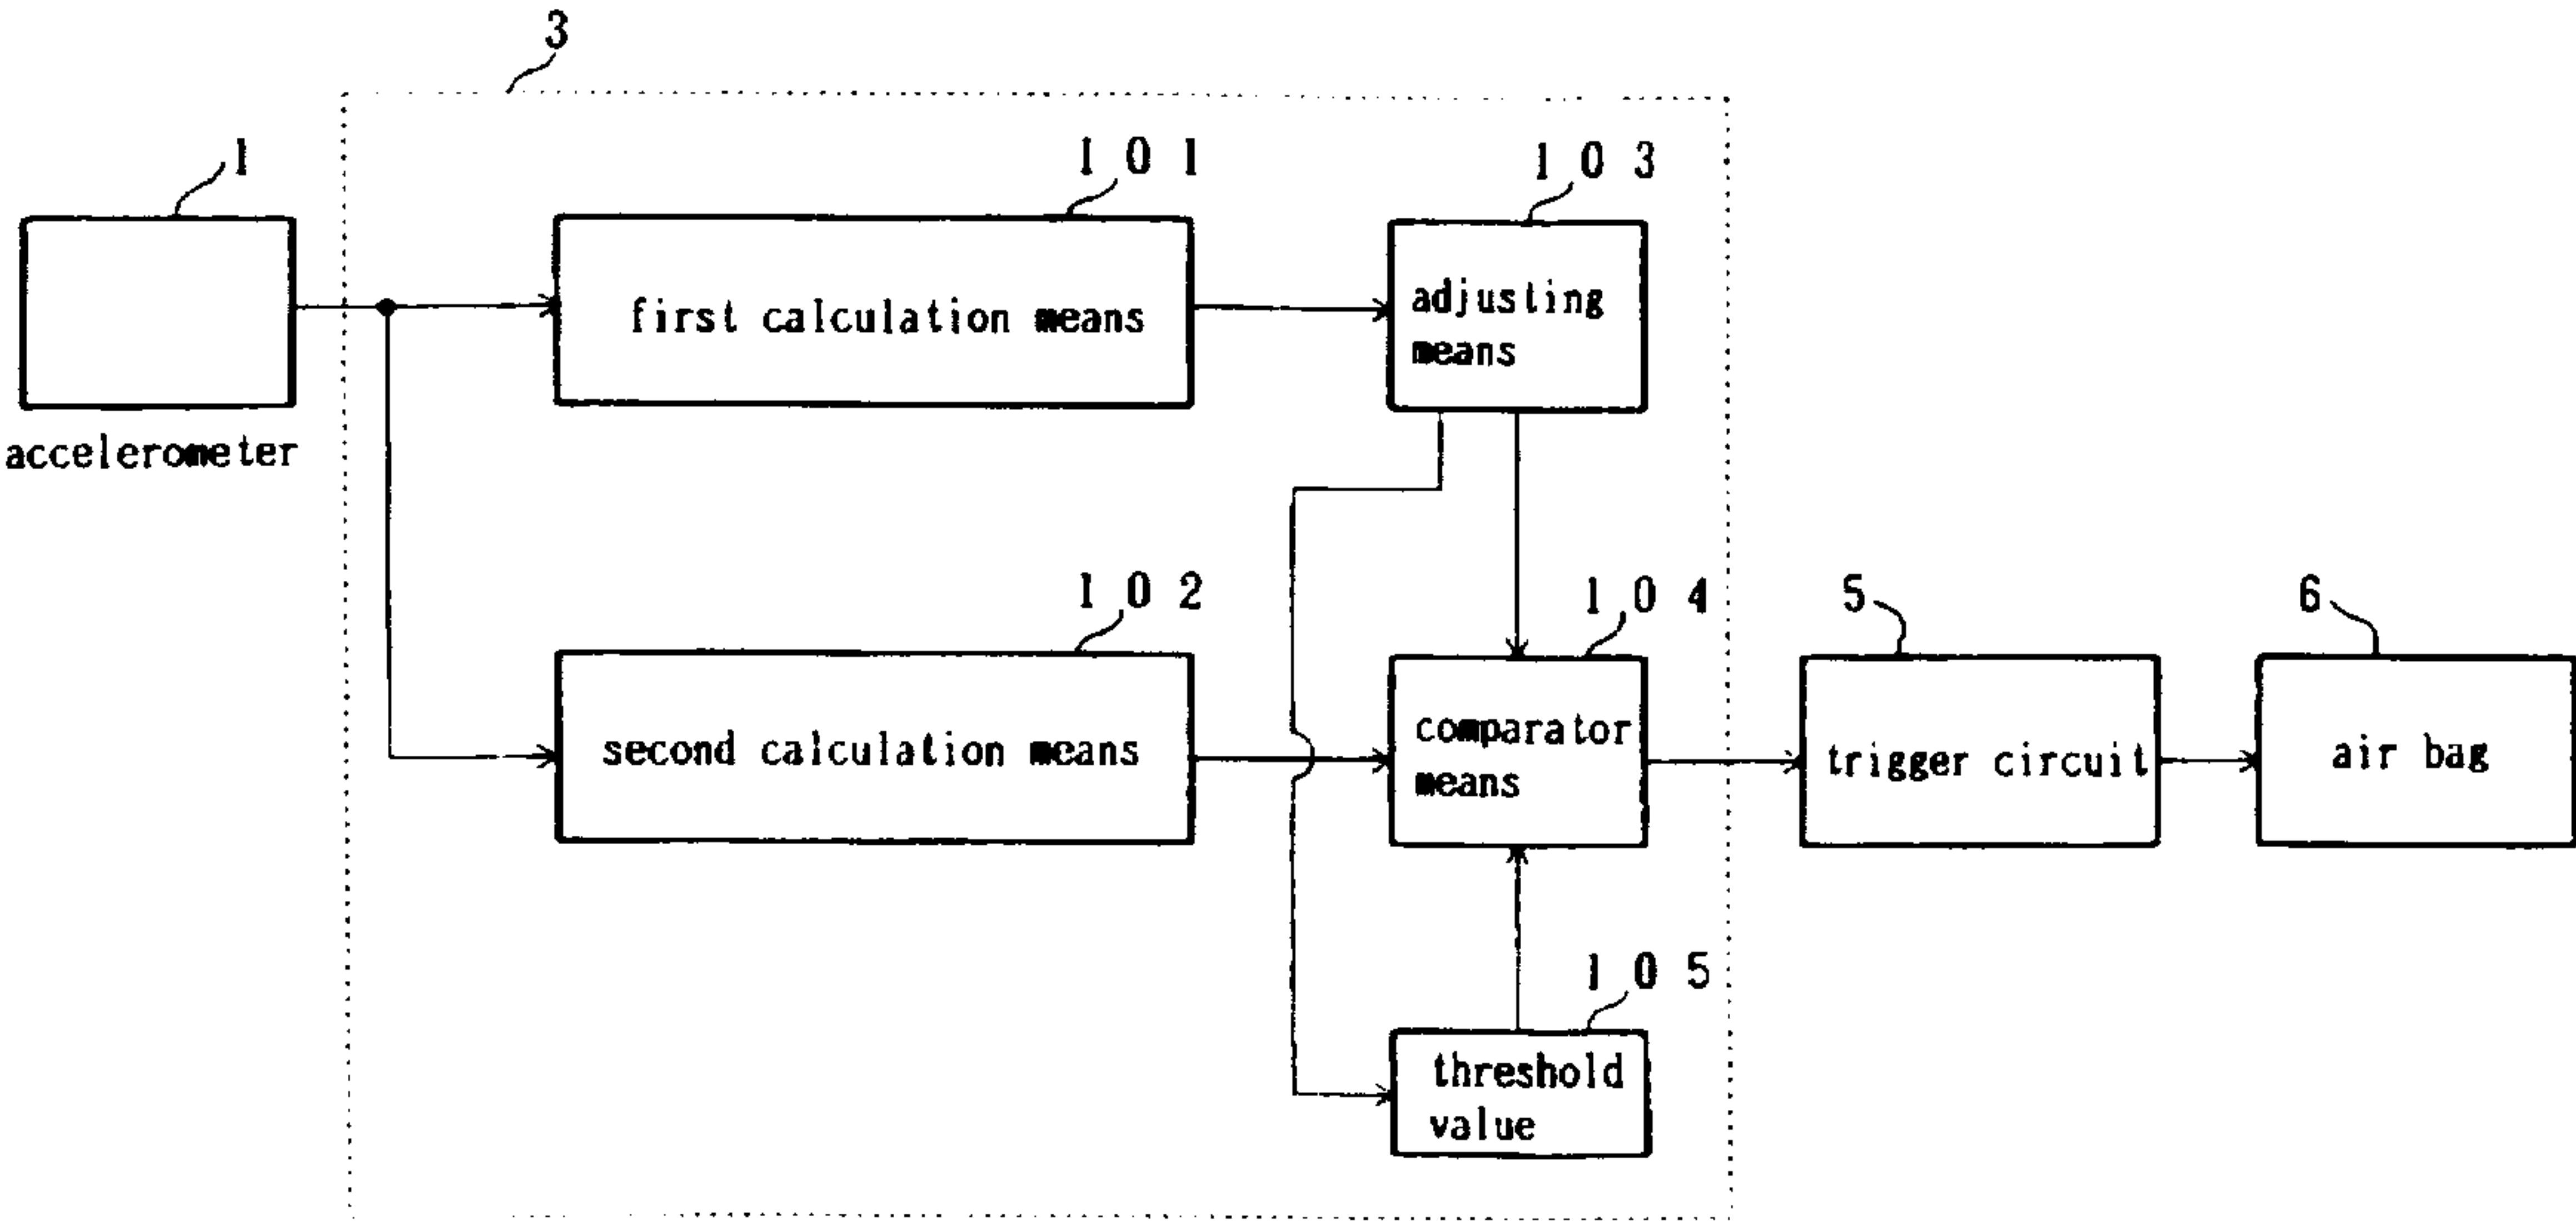 3
1
101
103
first calculation means
adjusting
means
accelerometer
102
104
5
6
second calculation means
comparator
means
trigger circuit
air bag
105
threshold
value